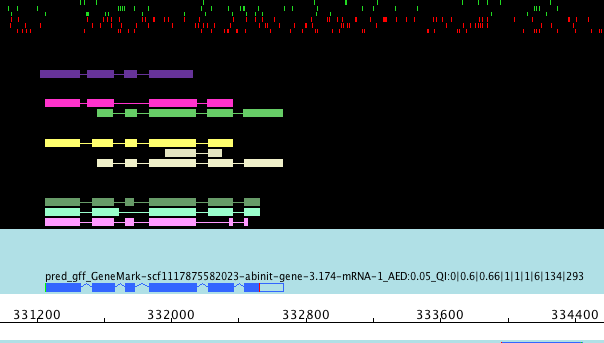 pred_gff_GeneMark-scf1117875582023-abinit-gene-3.174-mRNA-1_AED:0.05_QI:0|0.6|0.66|1|1|1|6|134|293
331200 332000 332800 333600 334400